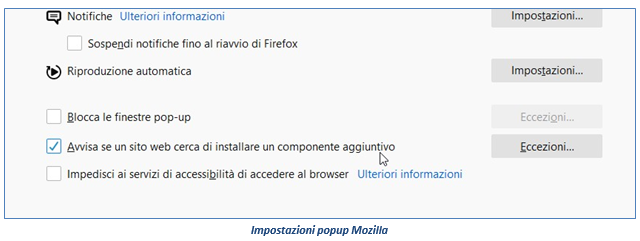 Notifiche Ulteriori informazioni Impostazioni...
Sospendi notifiche fino al riavvio di Firefox
Riproduzione automatica Impostazioni...
Blocca le finestre pop-up Eccezioni...
Avvisa se un sito web cerca di installare un componente aggiuntivo Eccezioni...
Impedisci ai servizi di accessibilità di accedere al browser Ulteriori informazioni
Impostazioni popup Mozilla